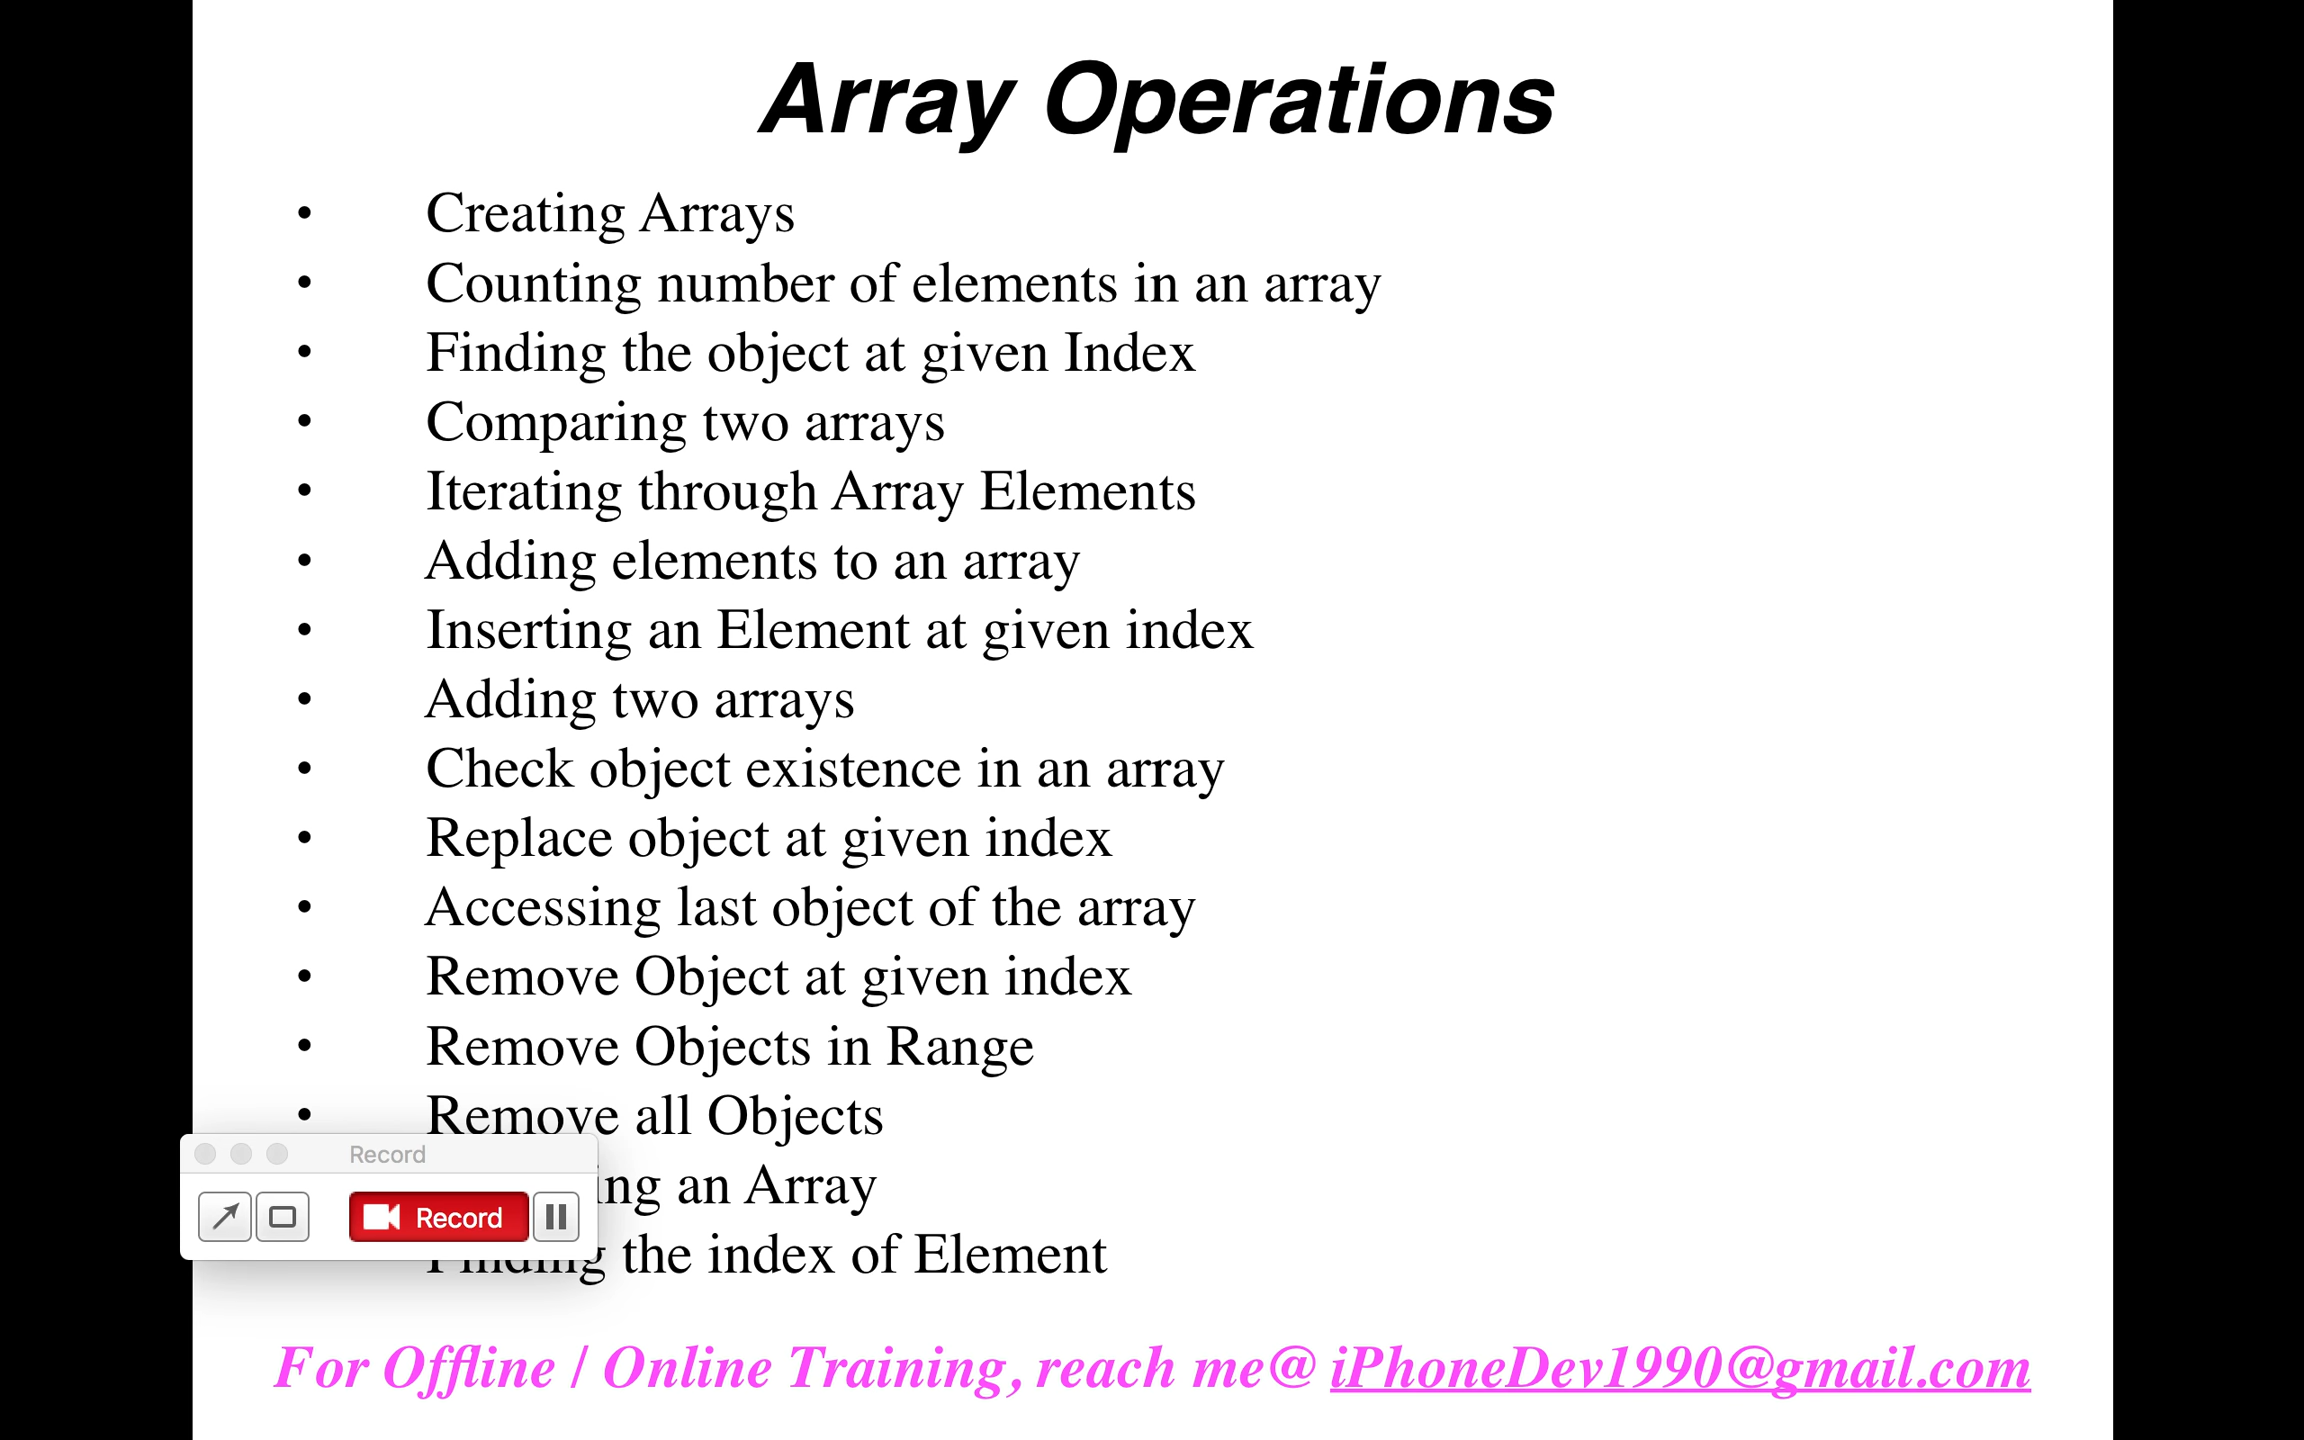 Array Operations
• Creating Arrays
• Counting number of elements in an array
• Finding the object at given Index
• Comparing two arrays
• Iterating through Array Elements
• Adding elements to an array
• Inserting an Element at given index
• Adding two arrays
• Check object existence in an array
• Replace object at given index
• Accessing last object of the array
• Remove Object at given index
• Remove Objects in Range
• Remove all Objects
Record
an Array
Record
Finding the index of Element
For Offline / Online Training, reach me@ iPhoneDev1990@gmail.com